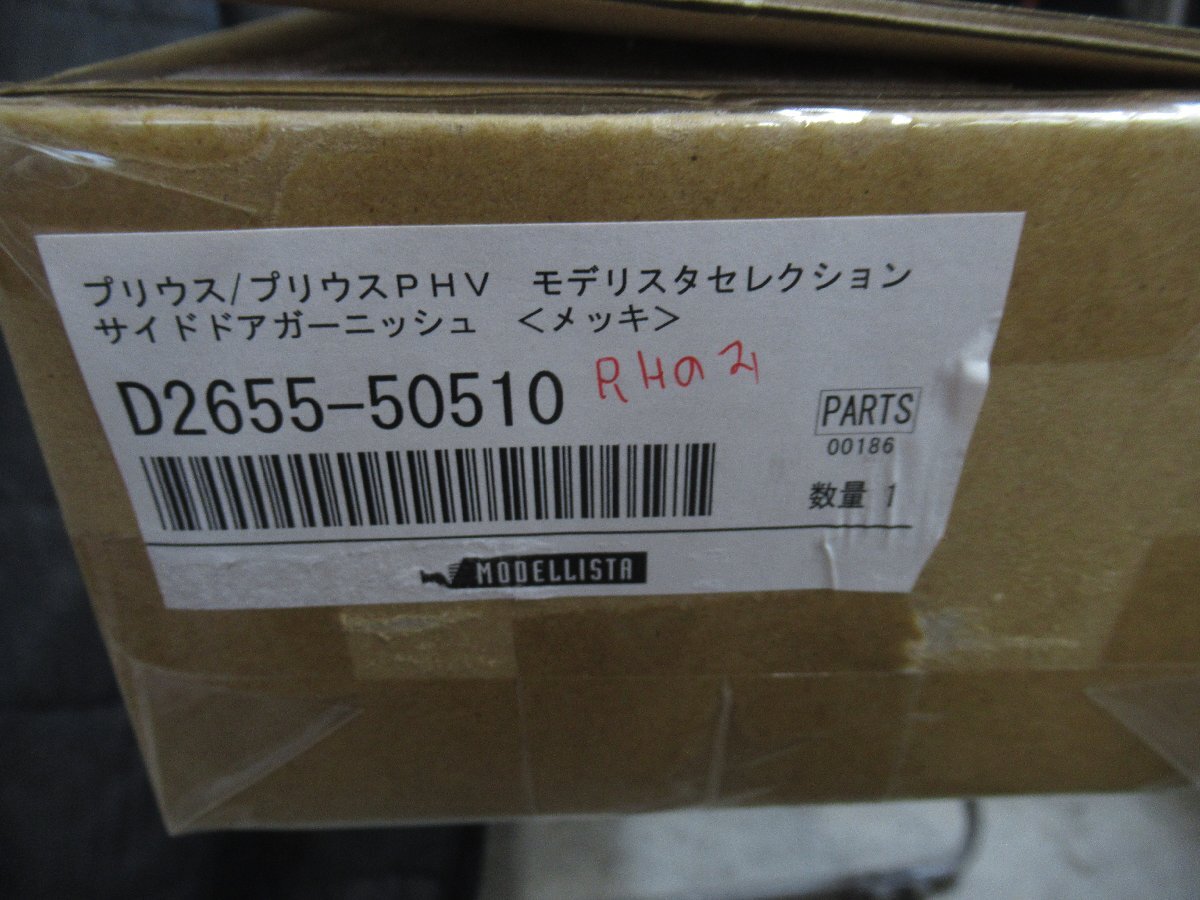 プリウス/プリウスＰＨＶ　モデリスタセレクション
サイドドアガーニッシュ　＜メッキ＞
D2655-50510
RHのみ
PARTS
00186
数量 1
MODELLISTA